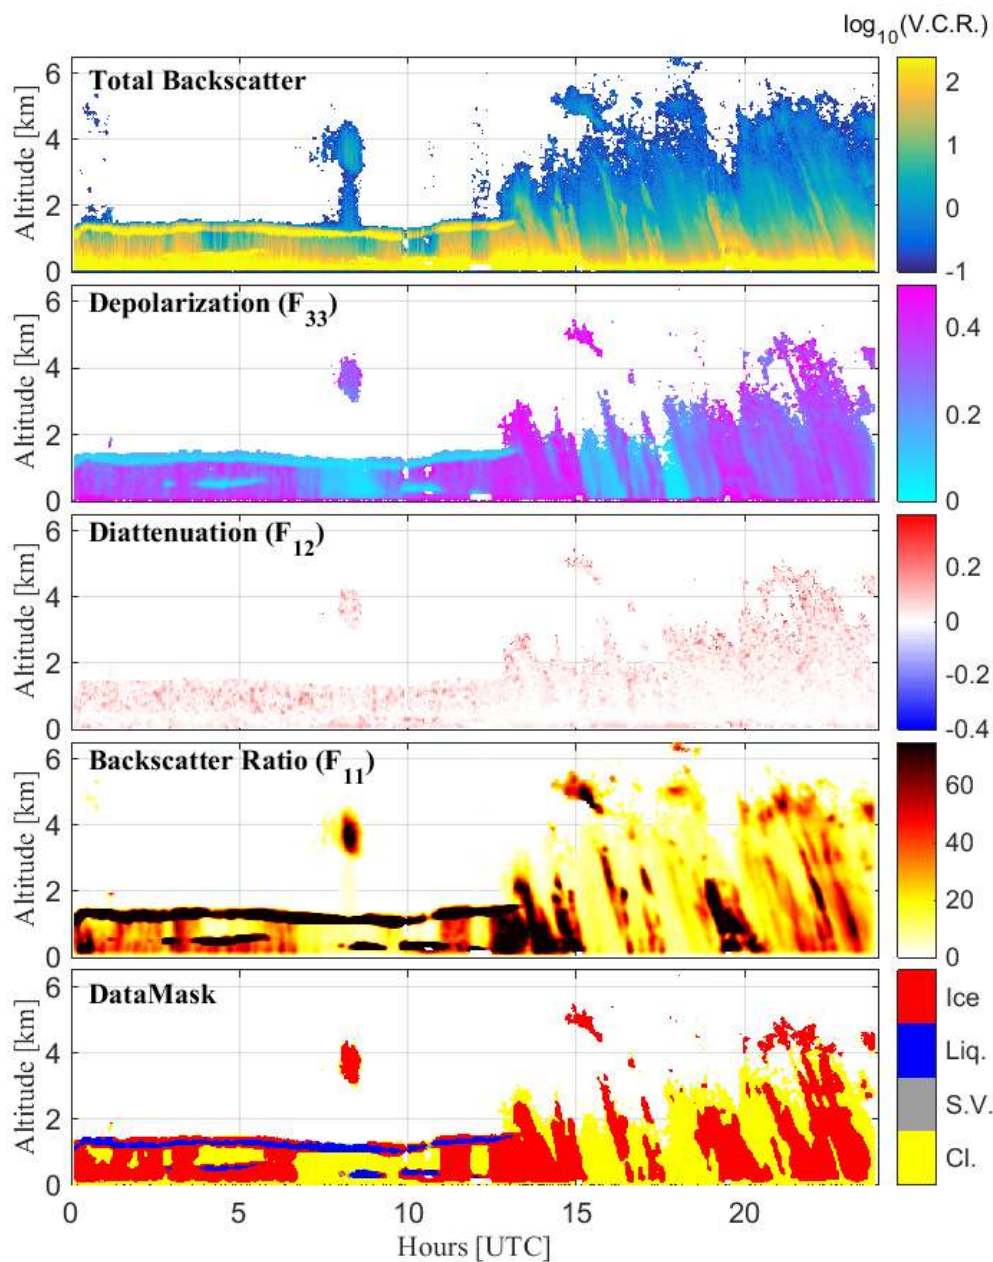 log10(V.C.R.)
Total Backscatter
Altitude [km]
6
4
2
0
2
1
0
-1
Depolarization (F33)
Altitude [km]
6
4
2
0
0.4
0.2
0
Diattenuation (F12)
Altitude [km]
6
4
2
0
0.2
0
-0.2
-0.4
Backscatter Ratio (F11)
Altitude [km]
6
4
2
0
60
40
20
0
DataMask
Altitude [km]
6
4
2
0
Ice
Liq.
S.V.
Cl.
0 5 10 15 20
Hours [UTC]